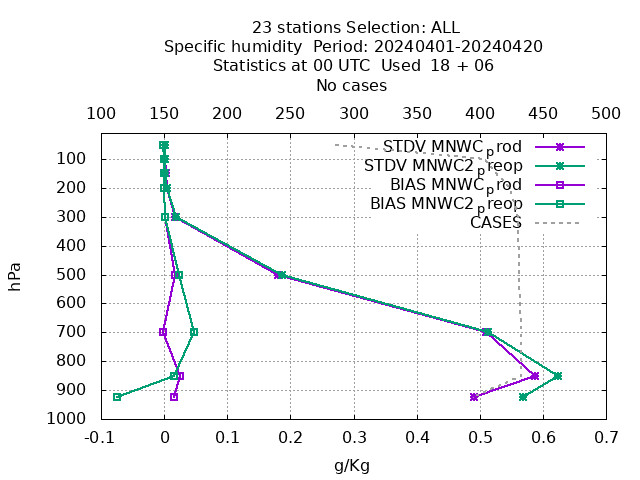 23 stations Selection: ALL
Specific humidity  Period: 20240401-20240420
Statistics at 00 UTC  Used  18 + 06
No cases
100 150 200 250 300 350 400 450 500
STDV MNWC_prod
STDV MNWC2_preop
BIAS MNWC_prod
BIAS MNWC2_preop
CASES
hPa
100
200
300
400
500
600
700
800
900
1000
-0.1 0 0.1 0.2 0.3 0.4 0.5 0.6 0.7
g/Kg